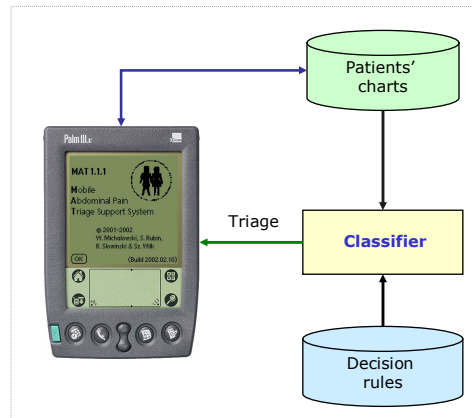 Patients'
charts
Palm IIIx
MAT 1.1.1
Mobile
Abdominal Pain
Triage Support System
© 2001-2002
W. Michalowski, S. Rubin,
R. Slowinski & Sz. Wilk
OK
(Build 2002.02.10)
Triage
Classifier
Decision
rules